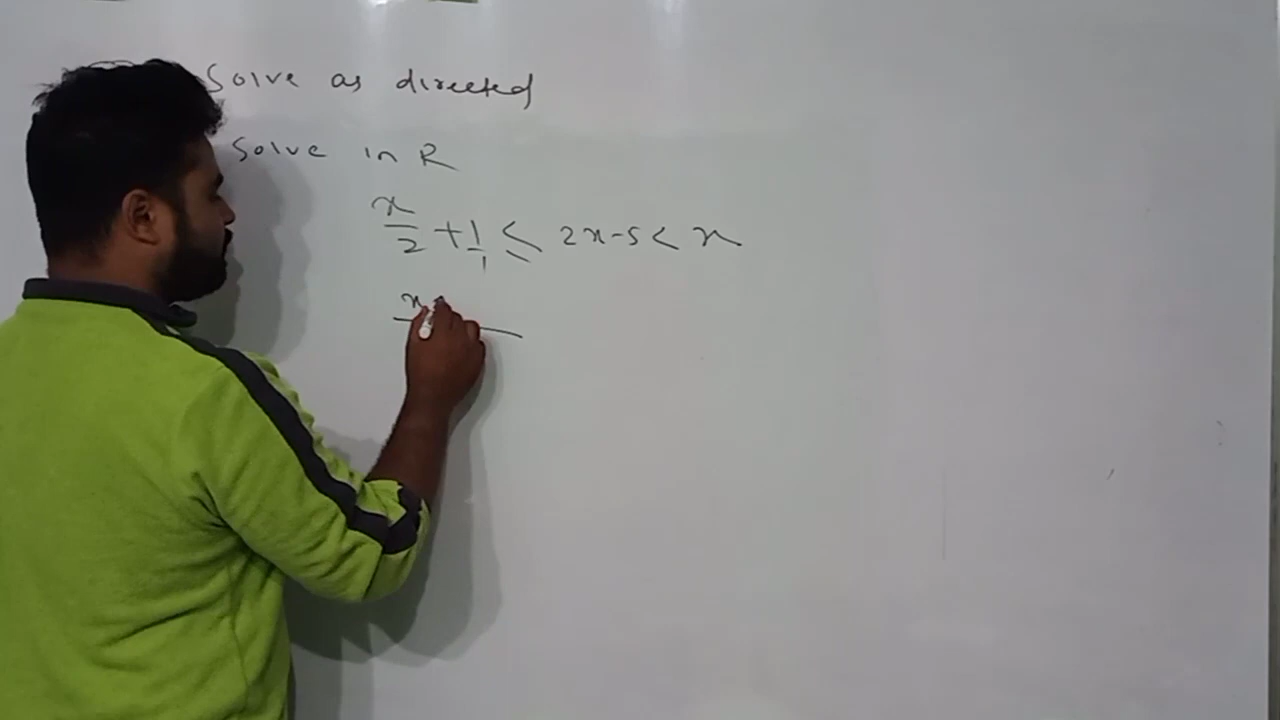 Solve as directed
Solve in R
x/2 + 1/1 ≤ 2x-5 < x
x